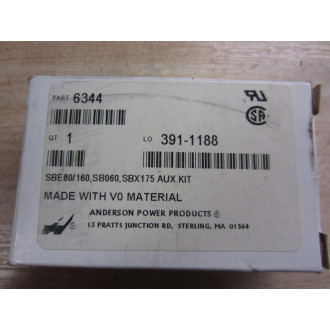 PART 6344
QT 1 LO 391-1188
SBE80/160,SB060,SBX175 AUX.KIT
MADE WITH V0 MATERIAL
ANDERSON POWER PRODUCTS ®
13 PRATTS JUNCTION RD, STERLING, MA. 01564